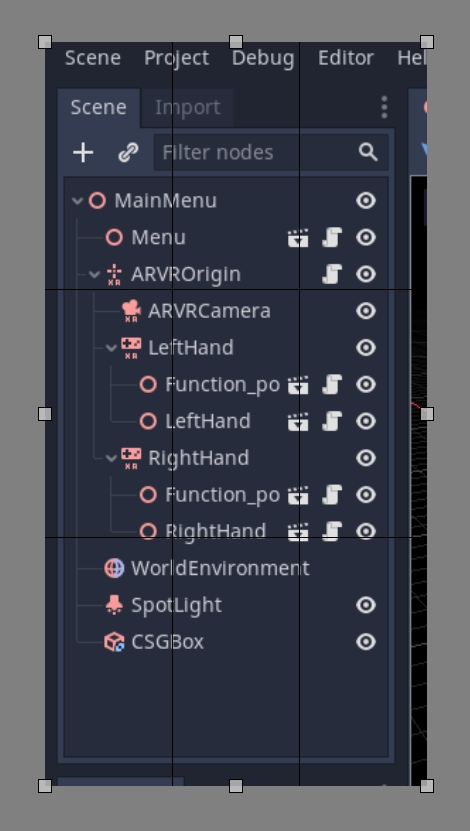 Scene Project Debug Editor Hel
Scene Import
Filter nodes
MainMenu
Menu
ARVROrigin
ARVRCamera
LeftHand
Function_po
LeftHand
RightHand
Function_po
RightHand
WorldEnvironment
SpotLight
CSGBox